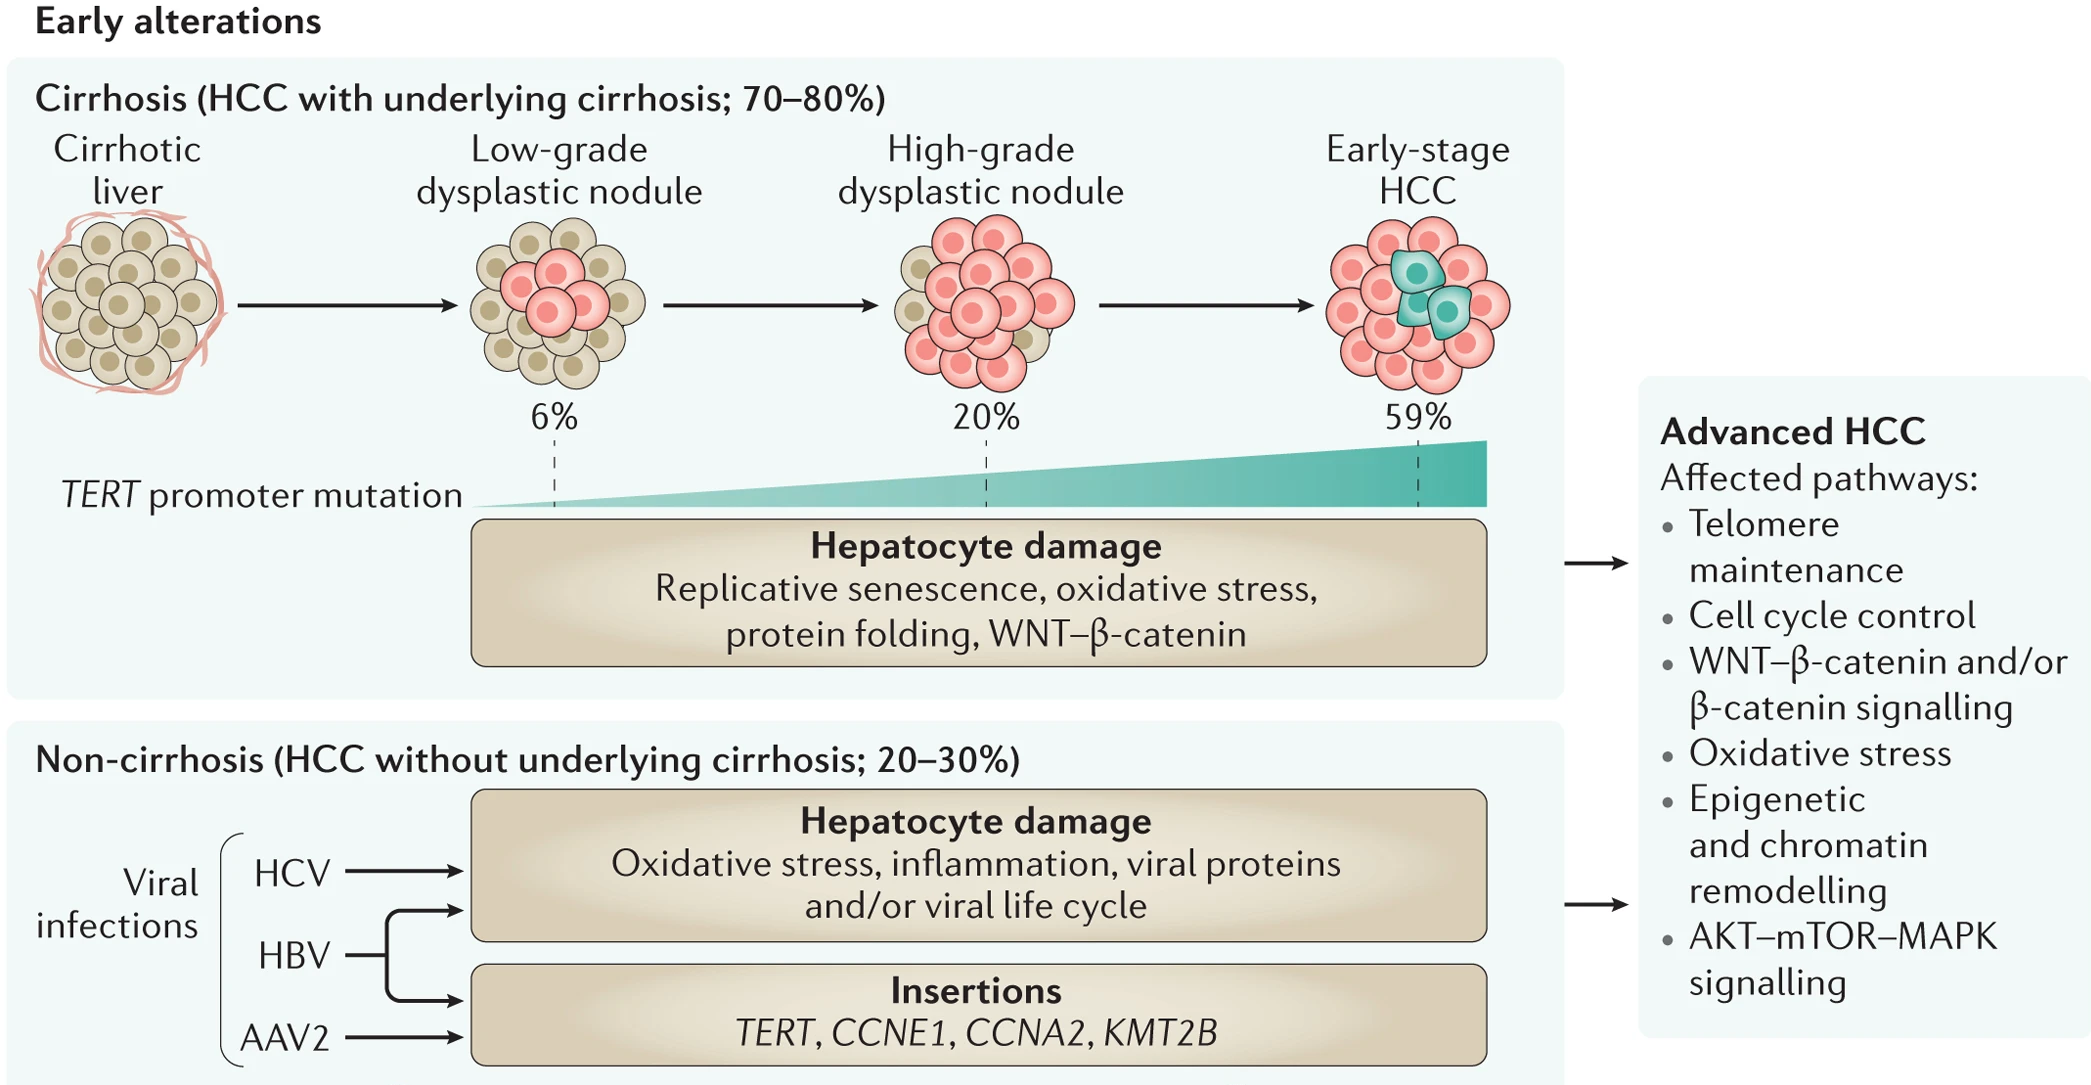 Early alterations
Cirrhosis (HCC with underlying cirrhosis; 70–80%)
Cirrhotic
liver
Low-grade
dysplastic nodule
High-grade
dysplastic nodule
Early-stage
HCC
6%
20%
59%
TERT promoter mutation
Hepatocyte damage
Replicative senescence, oxidative stress,
protein folding, WNT–β-catenin
Non-cirrhosis (HCC without underlying cirrhosis; 20–30%)
Viral
infections
HCV
HBV
AAV2
Hepatocyte damage
Oxidative stress, inflammation, viral proteins
and/or viral life cycle
Insertions
TERT, CCNE1, CCNA2, KMT2B
Advanced HCC
Affected pathways:
• Telomere
maintenance
• Cell cycle control
• WNT–β-catenin and/or
β-catenin signalling
• Oxidative stress
• Epigenetic
and chromatin
remodelling
• AKT–mTOR–MAPK
signalling